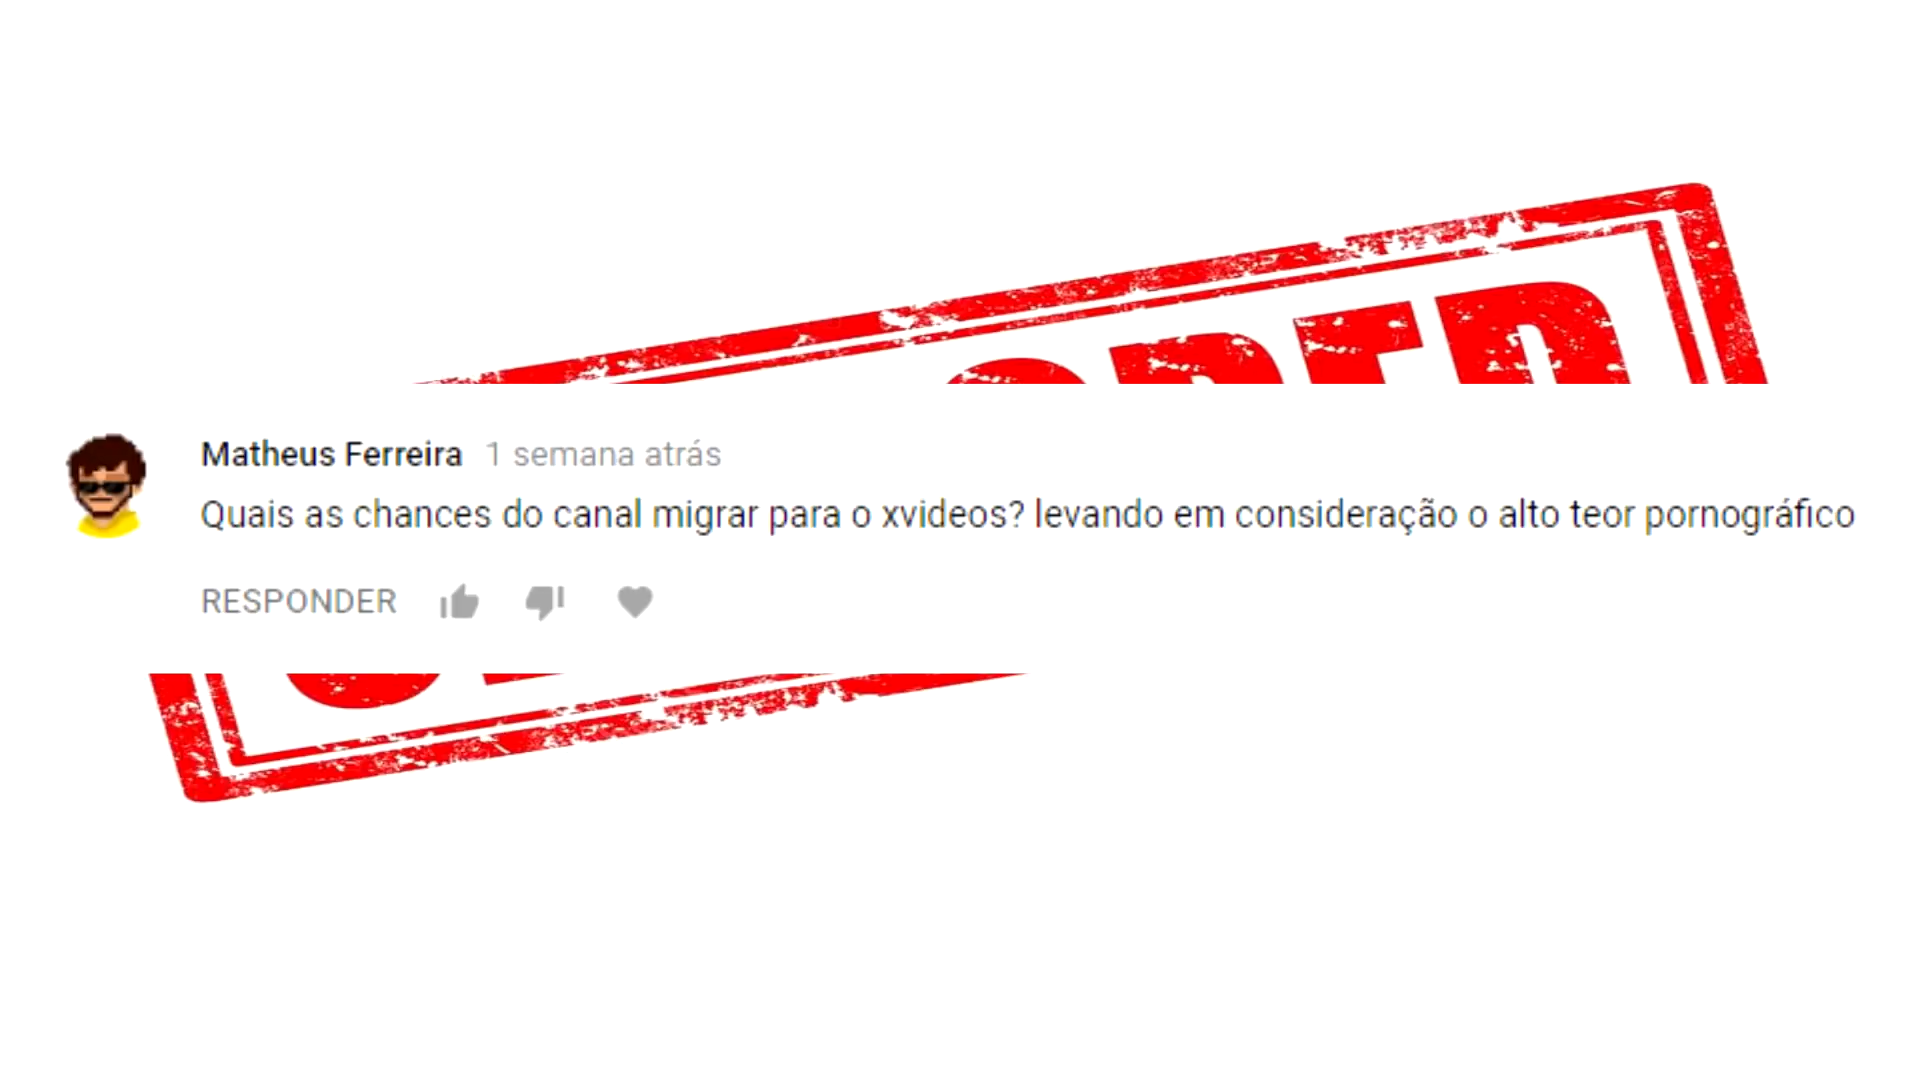 Matheus Ferreira 1 semana atrás
Quais as chances do canal migrar para o xvideos? levando em consideração o alto teor pornográfico
RESPONDER